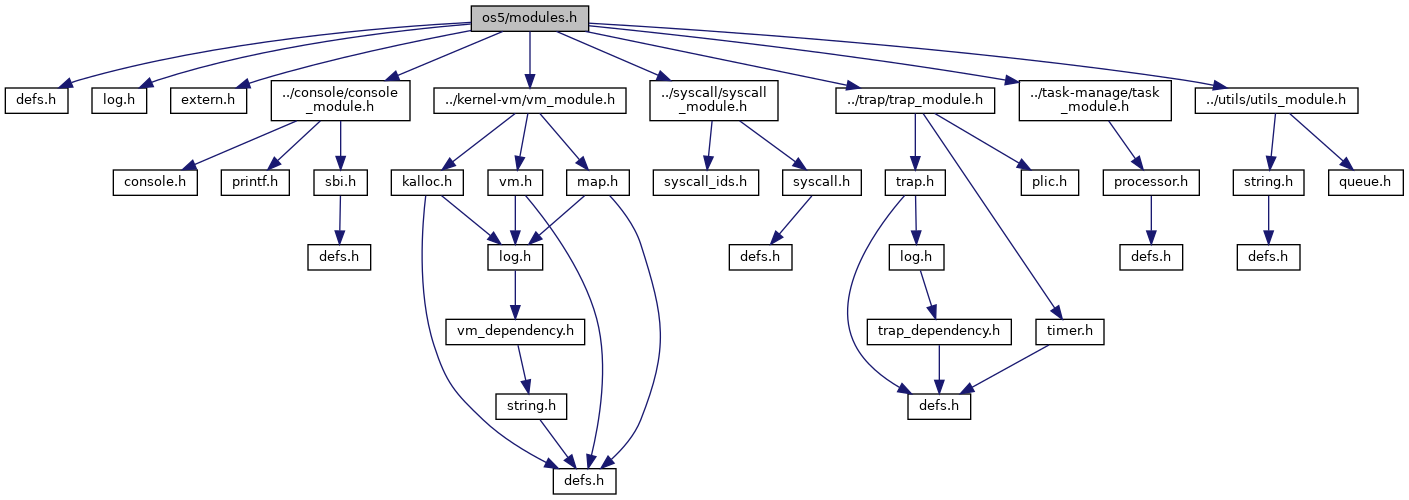 os5/modules.h
defs.h
log.h
extern.h
../console/console
_module.h
../kernel-vm/vm_module.h
../syscall/syscall
_module.h
../trap/trap_module.h
../task-manage/task
_module.h
../utils/utils_module.h
console.h
printf.h
sbi.h
kalloc.h
vm.h
map.h
syscall_ids.h
syscall.h
trap.h
plic.h
processor.h
string.h
queue.h
defs.h
log.h
defs.h
log.h
defs.h
defs.h
vm_dependency.h
trap_dependency.h
timer.h
string.h
defs.h
defs.h